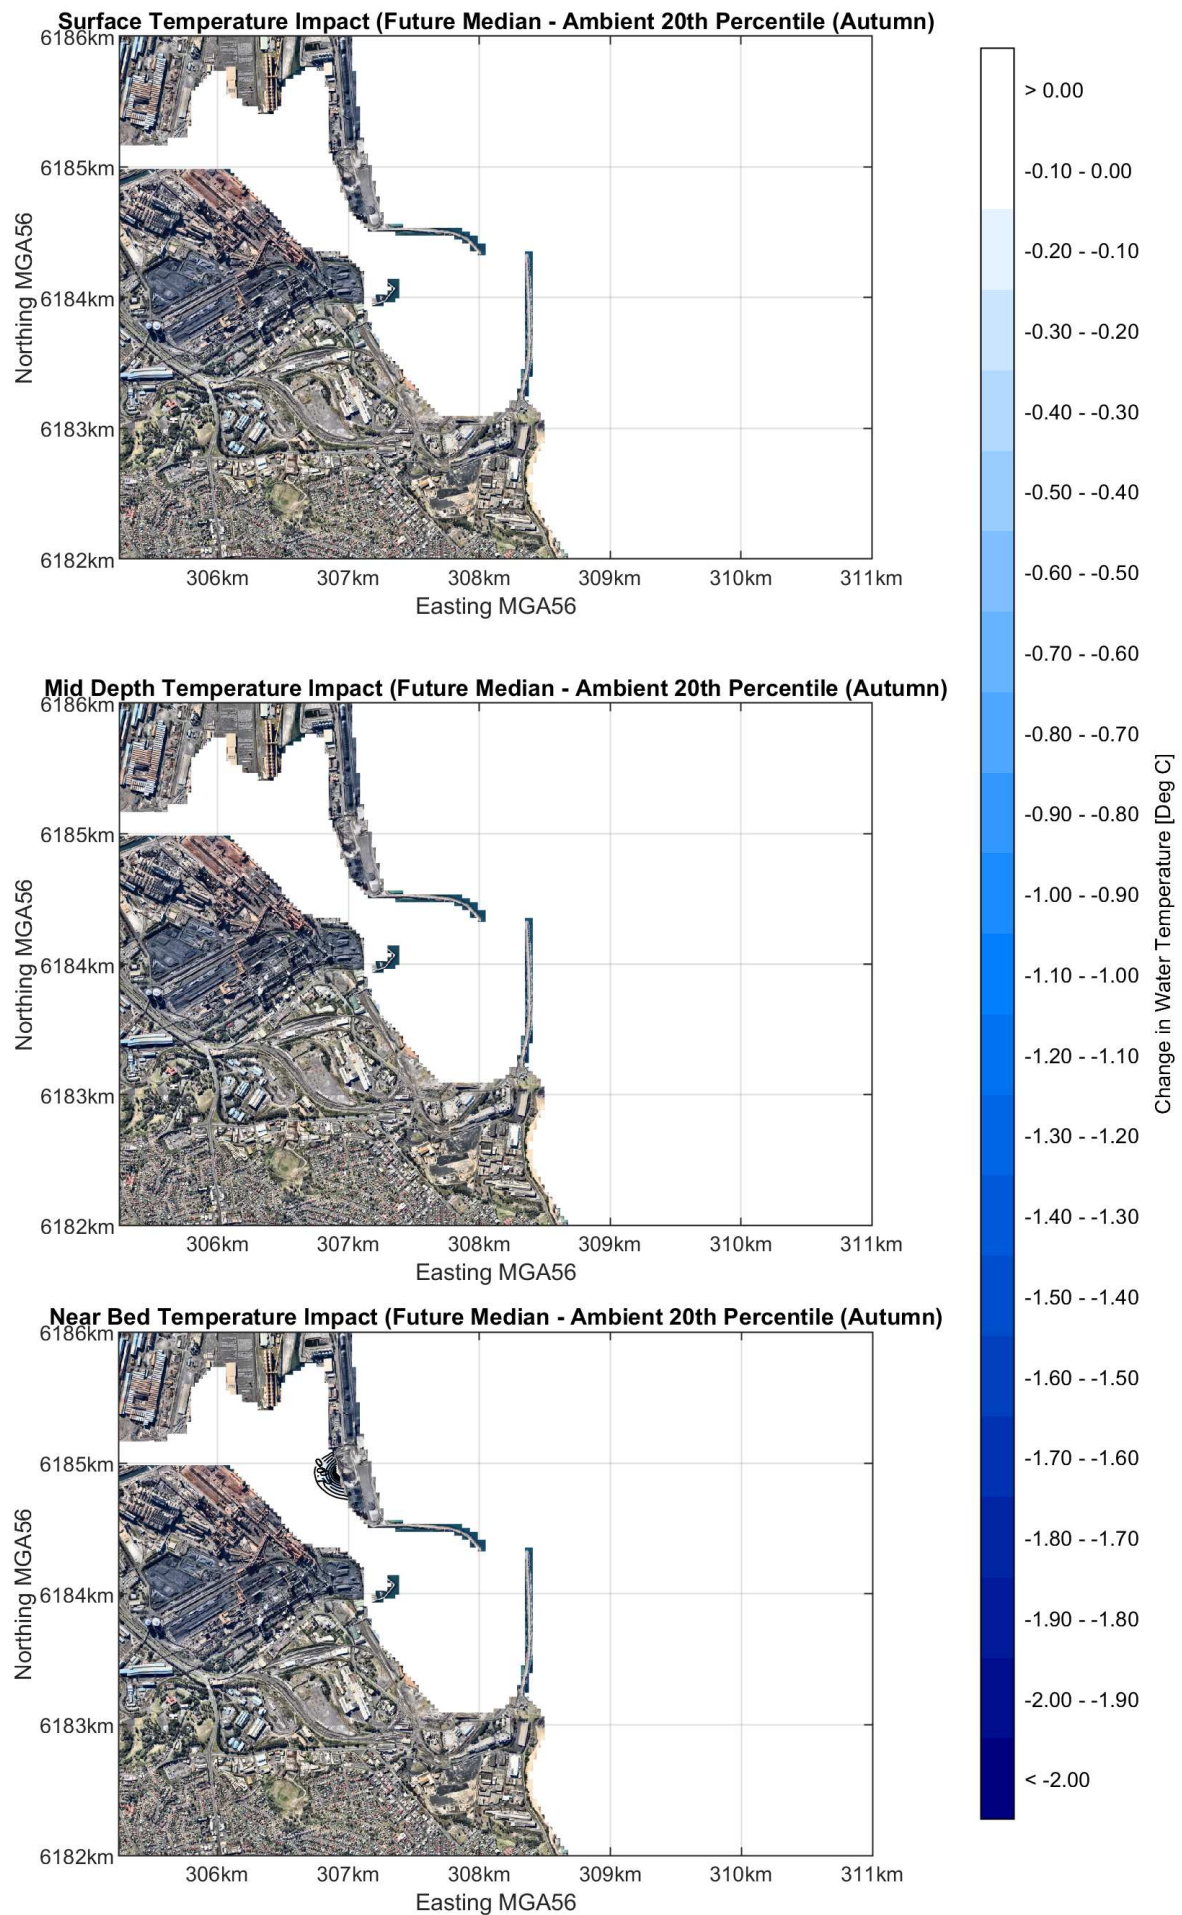 Surface Temperature Impact (Future Median - Ambient 20th Percentile (Autumn)
6186km
6185km
6184km
6183km
6182km
Northing MGA56
306km 307km 308km 309km 310km 311km
Easting MGA56
Mid Depth Temperature Impact (Future Median - Ambient 20th Percentile (Autumn)
6186km
6185km
6184km
6183km
6182km
Northing MGA56
306km 307km 308km 309km 310km 311km
Easting MGA56
Near Bed Temperature Impact (Future Median - Ambient 20th Percentile (Autumn)
6186km
6185km
6184km
6183km
6182km
Northing MGA56
306km 307km 308km 309km 310km 311km
Easting MGA56
> 0.00
-0.10 - 0.00
-0.20 - -0.10
-0.30 - -0.20
-0.40 - -0.30
-0.50 - -0.40
-0.60 - -0.50
-0.70 - -0.60
-0.80 - -0.70
-0.90 - -0.80
-1.00 - -0.90
-1.10 - -1.00
-1.20 - -1.10
-1.30 - -1.20
-1.40 - -1.30
-1.50 - -1.40
-1.60 - -1.50
-1.70 - -1.60
-1.80 - -1.70
-1.90 - -1.80
-2.00 - -1.90
< -2.00
Change in Water Temperature [Deg C]